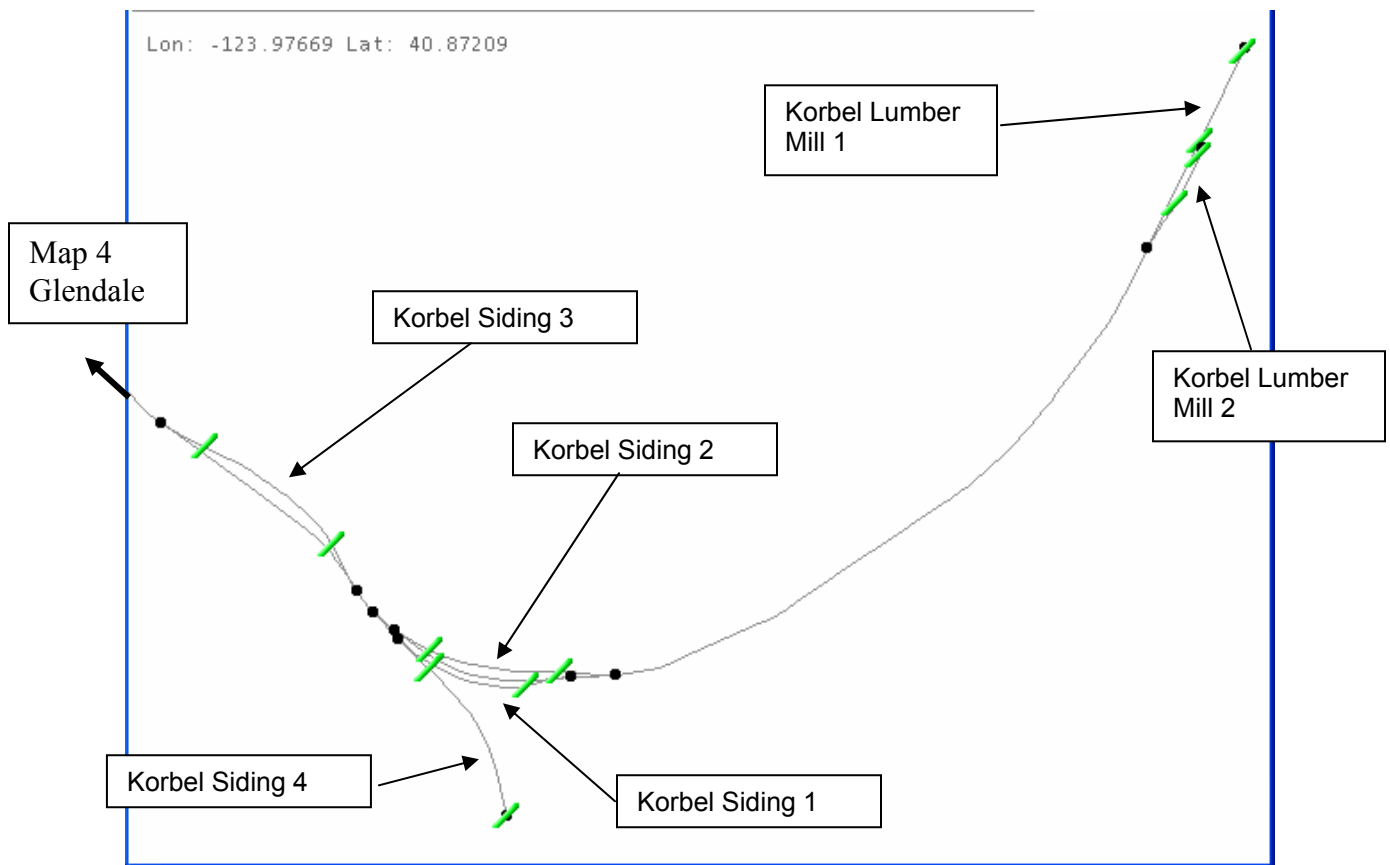 Lon: -123.97669 Lat: 40.87209
Korbel Lumber
Mill 1
Map 4
Glendale
Korbel Siding 3
Korbel Lumber
Mill 2
Korbel Siding 2
Korbel Siding 4
Korbel Siding 1